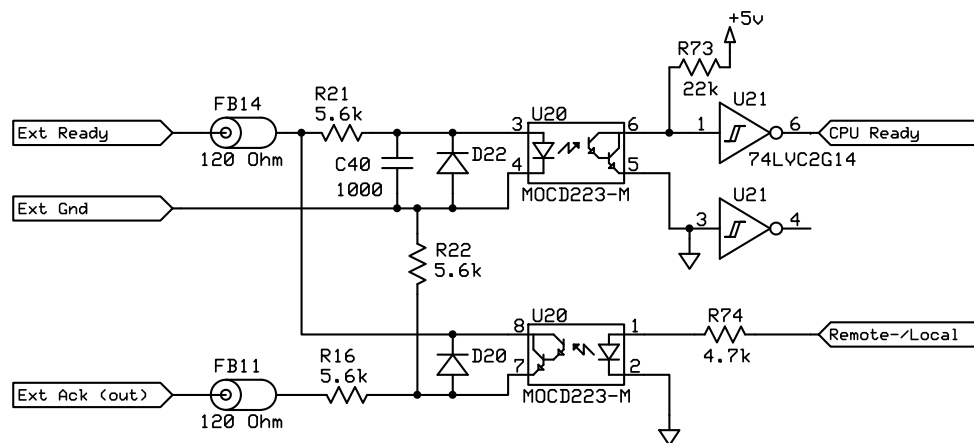 +5v
R73
22k
FB14
R21
5.6k
U20
U21
Ext Ready
3
6
1
6
CPU Ready
120 Ohm
C40
1000
D22
74LVC2G14
4
5
MOCD223-M
U21
Ext Gnd
3
4
R22
5.6k
U20
R74
8
1
Remote-/Local
4.7k
D20
FB11
R16
5.6k
7
2
Ext Ack (out)
120 Ohm
MOCD223-M